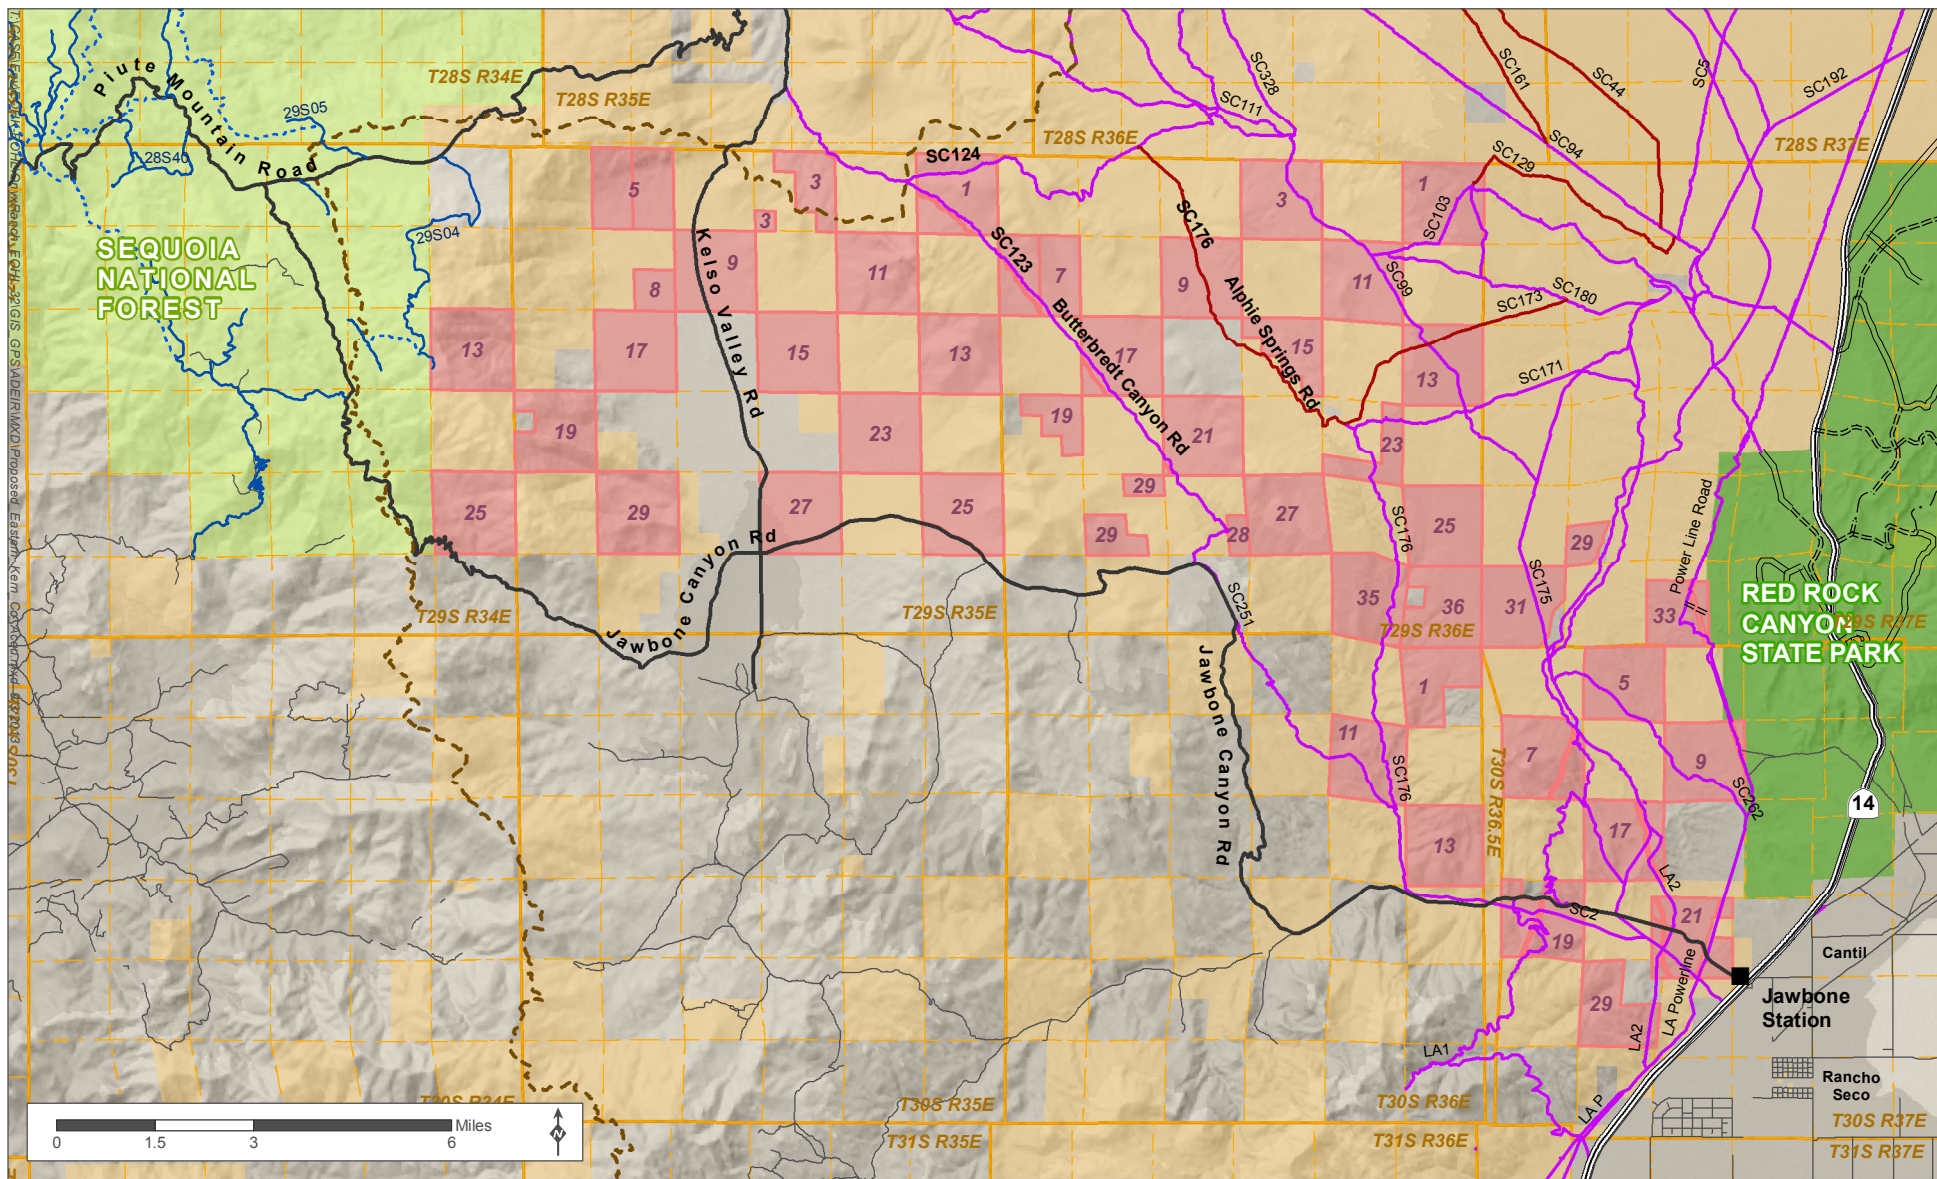 Piute Mountain Road
29S05
28S40
29S04
SEQUOIA
NATIONAL
FOREST
T28S R34E
T28S R35E
T28S R36E
T28S R37E
SC124
SC123
SC111
SC328
SC161
SC44
SC5
SC192
SC94
SC129
SC103
SC99
SC173
SC180
SC171
SC176
Alphie Springs Rd
Butterbredt Canyon Rd
Kelso Valley Rd
5
3
3
1
3
1
9
8
11
7
9
11
13
17
15
13
17
15
13
19
23
19
21
23
25
29
27
25
29
29
28
27
25
29
35
36
31
33
1
5
11
7
9
13
17
21
19
29
Jawbone Canyon Rd
Jawbone Canyon Rd
SC251
SC176
SC175
SC176
SC262
Power Line Road
RED ROCK
CANYON
STATE PARK
T29S R34E
T29S R35E
T29S R36E
T29S R37E
T30S R36.5E
14
LA2
SC2
LA Powerline
LA2
LA1
LA P
Cantil
Jawbone
Station
Rancho
Seco
T30S R34E
T30S R35E
T30S R36E
T30S R37E
T31S R35E
T31S R36E
T31S R37E
0
1.5
3
6
Miles
N